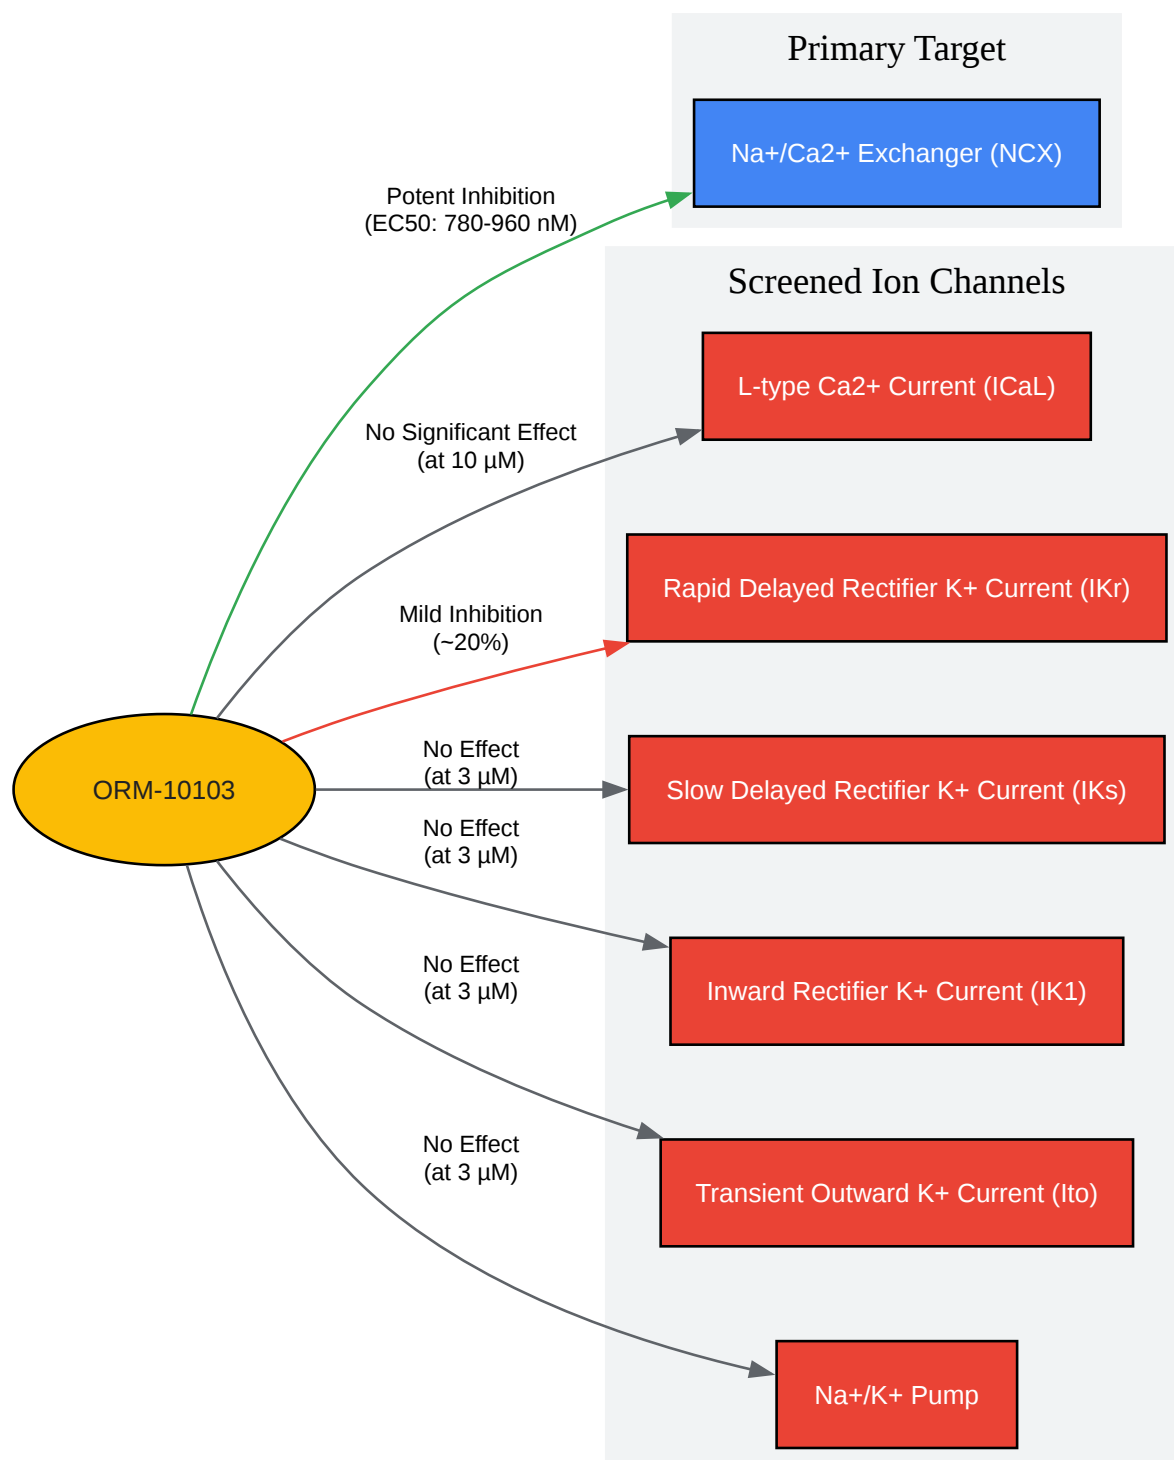 Primary Target
Na+/Ca2+ Exchanger (NCX)
Potent Inhibition
(EC50: 780-960 nM)
Screened Ion Channels
L-type Ca2+ Current (ICaL)
No Significant Effect
(at 10 µM)
Rapid Delayed Rectifier K+ Current (IKr)
Mild Inhibition
(~20%)
ORM-10103
No Effect
(at 3 µM)
Slow Delayed Rectifier K+ Current (IKs)
No Effect
(at 3 µM)
Inward Rectifier K+ Current (IK1)
No Effect
(at 3 µM)
Transient Outward K+ Current (Ito)
No Effect
(at 3 µM)
Na+/K+ Pump